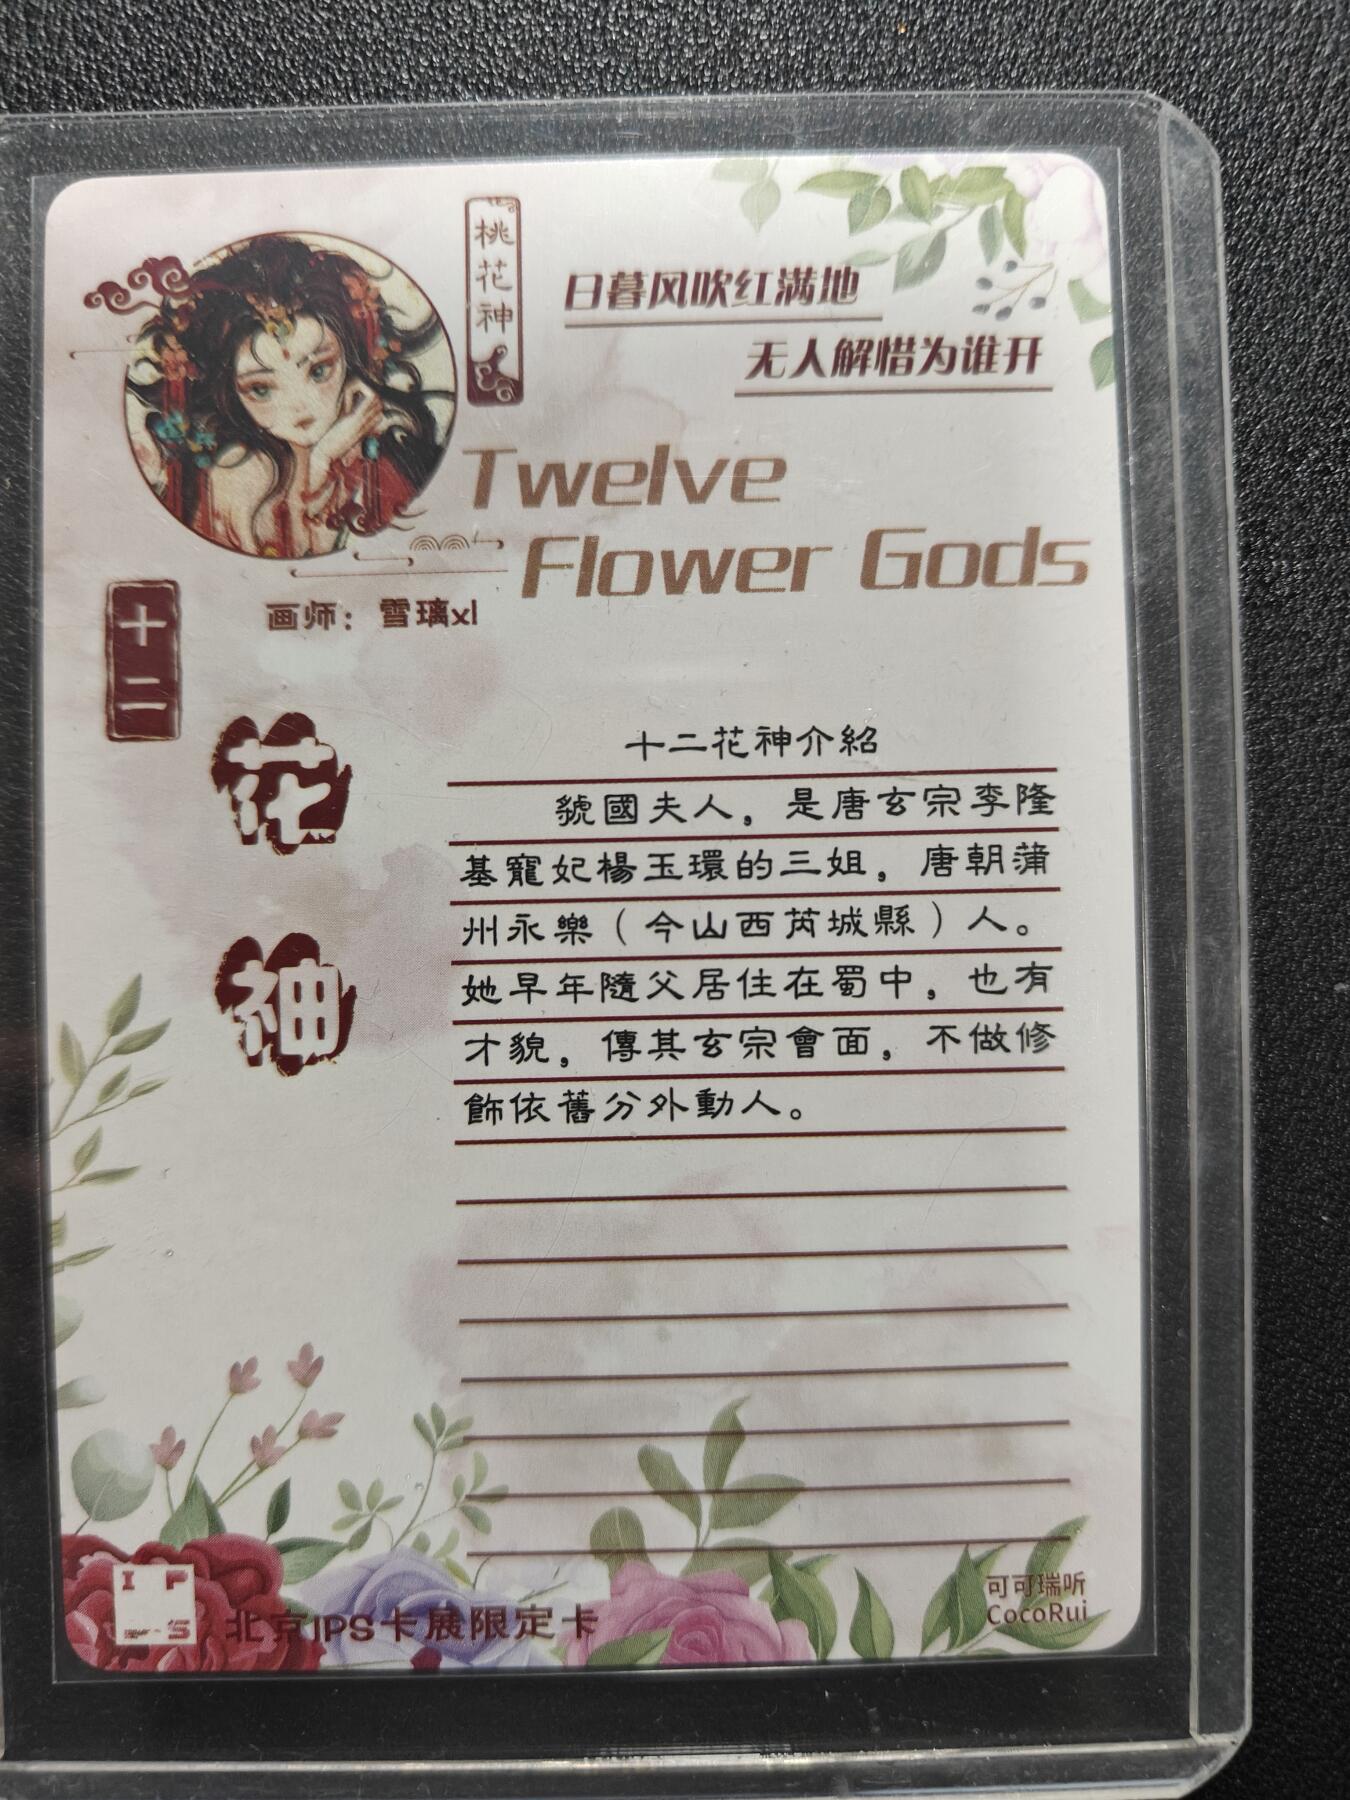 桃花神
日暮风吹红满地
无人解惜为谁开
Twelve
Flower Gods
画师：雪璃xl
十二
花神
十二花神介紹
虢國夫人，是唐玄宗李隆
基寵妃楊玉環的三姐，唐朝蒲
州永樂（今山西芮城縣）人。
她早年隨父居住在蜀中，也有
才貌，傳其玄宗會面，不做修
飾依舊分外動人。
IPS
北京IPS卡展限定卡
可可瑞听
CocoRui